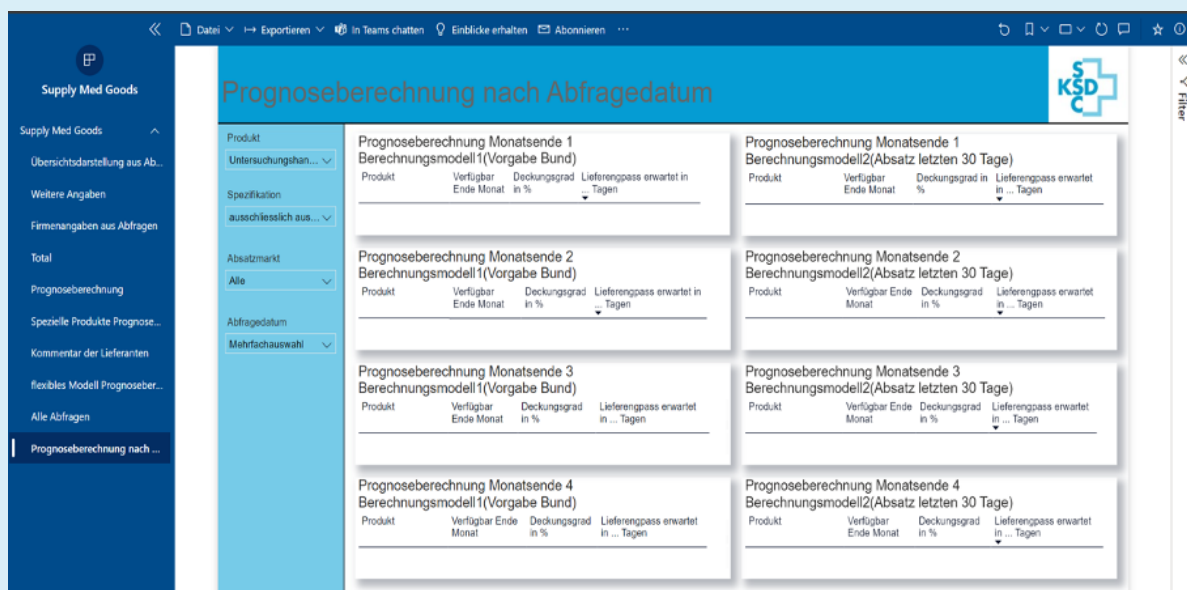 Datei Exportieren In Teams chatten Einblicke erhalten Abonnieren ...
Supply Med Goods
Supply Med Goods
Übersichtsdarstellung aus Ab...
Weitere Angaben
Firmenangaben aus Abfragen
Total
Prognoseberechnung
Spezielle Produkte Prognose...
Kommentar der Lieferanten
flexibles Modell Prognoseber...
Alle Abfragen
Prognoseberechnung nach ...
Prognoseberechnung nach Abfragedatum
S
KSD
C
Filter
Produkt
Untersuchungshan...
Spezifikation
ausschliesslich aus...
Absatzmarkt
Alle
Abfragedatum
Mehrfachauswahl
Prognoseberechnung Monatsende 1
Berechnungsmodell1(Vorgabe Bund)
Produkt Verfügbar Deckungsgrad Lieferengpass erwartet in
Ende Monat in % ... Tagen
Prognoseberechnung Monatsende 1
Berechnungsmodell2(Absatz letzten 30 Tage)
Produkt Verfügbar Deckungsgrad in Lieferengpass erwartet
Ende Monat % in ... Tagen
Prognoseberechnung Monatsende 2
Berechnungsmodell1(Vorgabe Bund)
Produkt Verfügbar Deckungsgrad Lieferengpass erwartet in
Ende Monat in % ... Tagen
Prognoseberechnung Monatsende 2
Berechnungsmodell2(Absatz letzten 30 Tage)
Produkt Verfügbar Ende Deckungsgrad Lieferengpass erwartet
Monat in % in ... Tagen
Prognoseberechnung Monatsende 3
Berechnungsmodell1(Vorgabe Bund)
Produkt Verfügbar Deckungsgrad Lieferengpass erwartet
Ende Monat in % in ... Tagen
Prognoseberechnung Monatsende 3
Berechnungsmodell2(Absatz letzten 30 Tage)
Produkt Verfügbar Ende Deckungsgrad Lieferengpass erwartet
Monat in % in ... Tagen
Prognoseberechnung Monatsende 4
Berechnungsmodell1(Vorgabe Bund)
Produkt Verfügbar Ende Deckungsgrad Lieferengpass erwartet
Monat in % in ... Tagen
Prognoseberechnung Monatsende 4
Berechnungsmodell2(Absatz letzten 30 Tage)
Produkt Verfügbar Deckungsgrad Lieferengpass erwartet
Ende Monat in % in ... Tagen